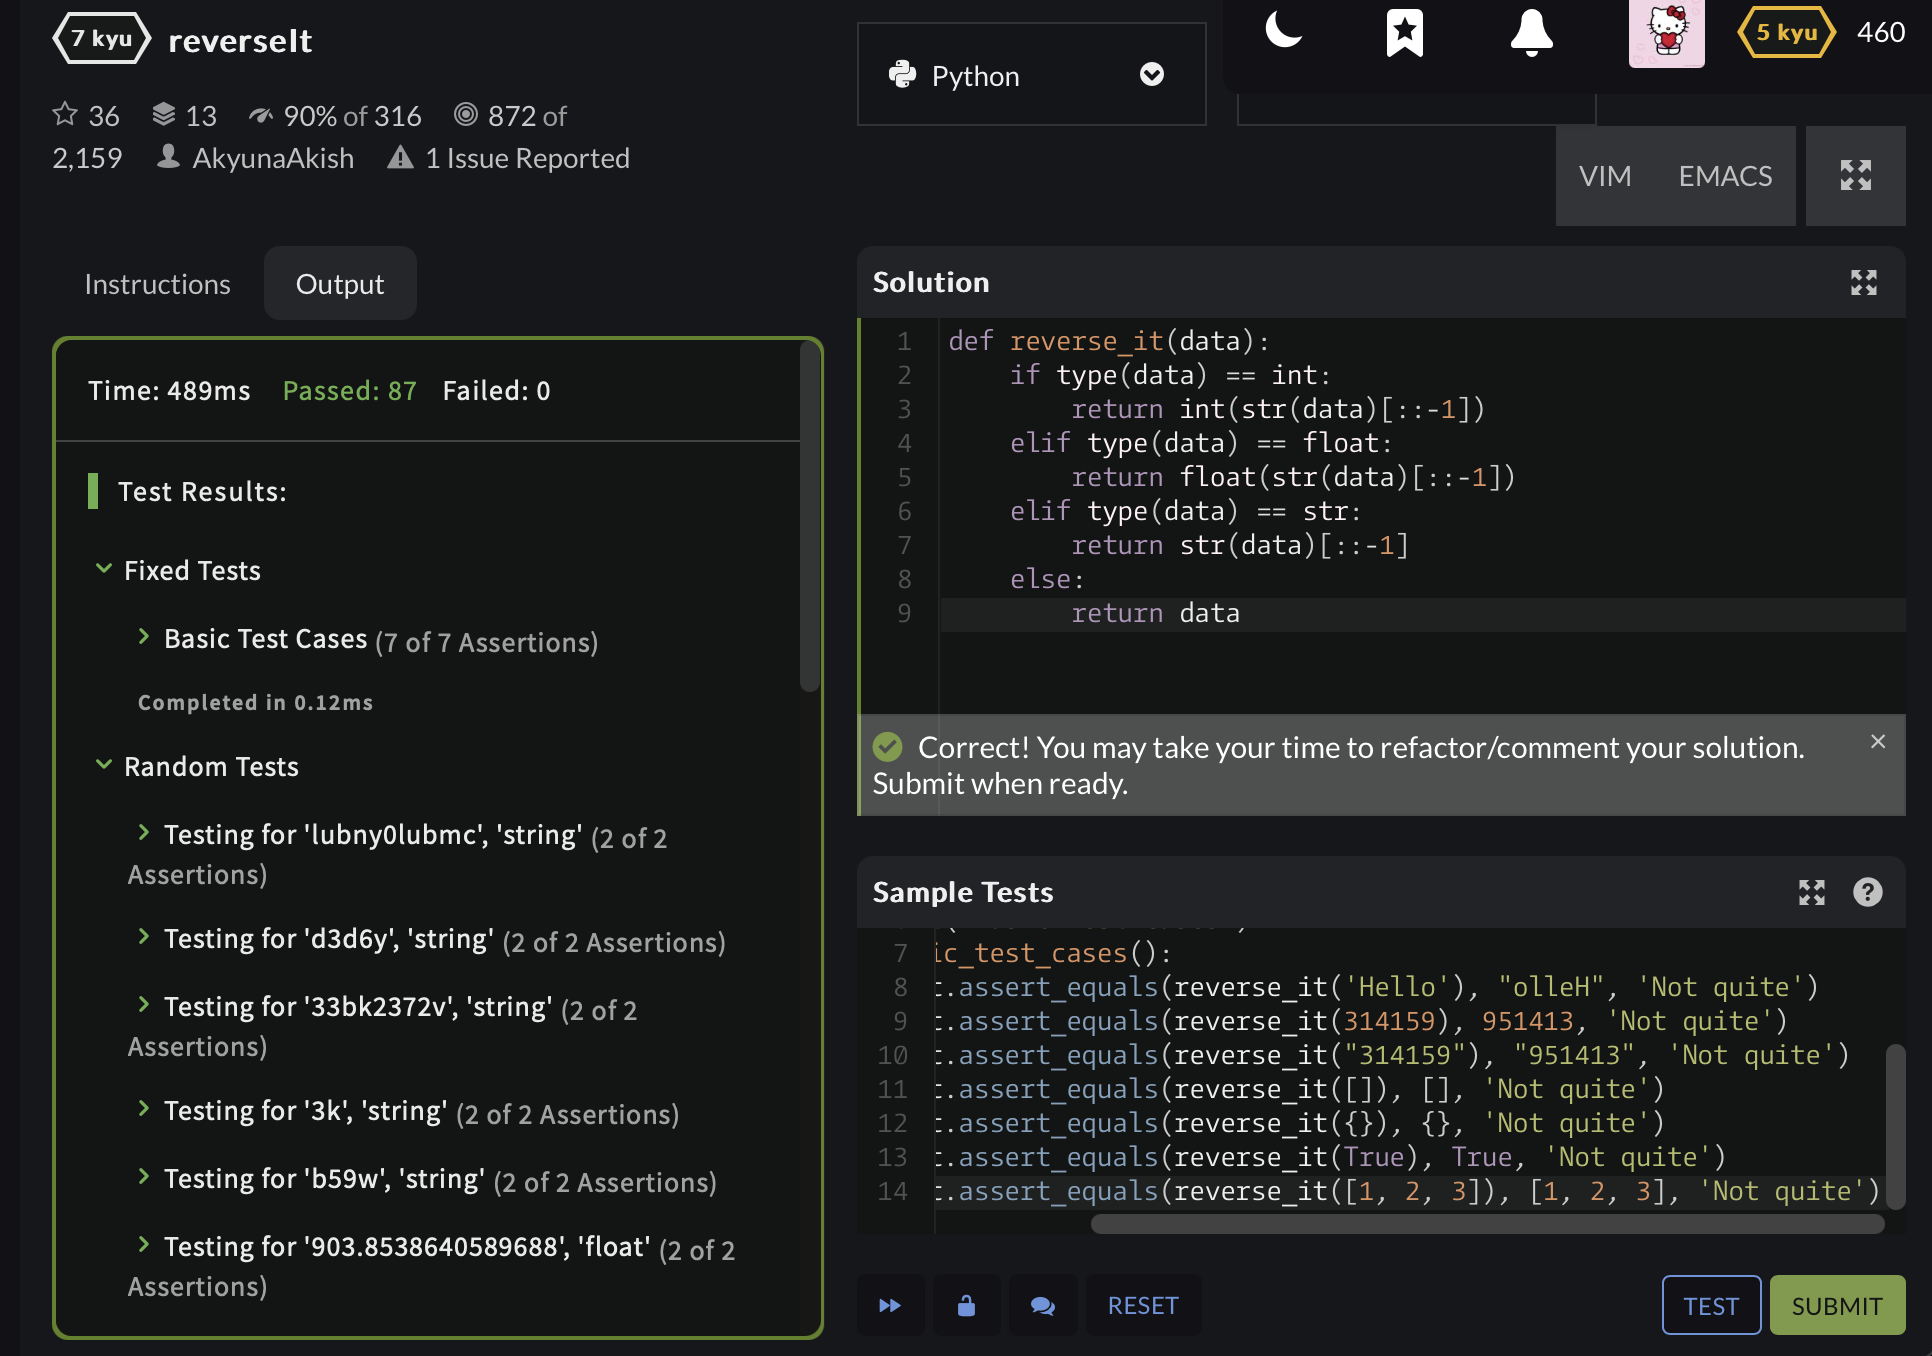 7 kyu reverseIt
36 13 90% of 316 872 of
2,159 AkyunaAkish 1 Issue Reported
Python
5 kyu 460
VIM EMACS
Instructions Output
Time: 489ms Passed: 87 Failed: 0
Test Results:
Fixed Tests
Basic Test Cases (7 of 7 Assertions)
Completed in 0.12ms
Random Tests
Testing for 'lubny0lubmc', 'string' (2 of 2
Assertions)
Testing for 'd3d6y', 'string' (2 of 2 Assertions)
Testing for '33bk2372v', 'string' (2 of 2
Assertions)
Testing for '3k', 'string' (2 of 2 Assertions)
Testing for 'b59w', 'string' (2 of 2 Assertions)
Testing for '903.8538640589688', 'float' (2 of 2
Assertions)
Solution
1 def reverse_it(data):
2 if type(data) == int:
3 return int(str(data)[::-1])
4 elif type(data) == float:
5 return float(str(data)[::-1])
6 elif type(data) == str:
7 return str(data)[::-1]
8 else:
9 return data
Correct! You may take your time to refactor/comment your solution.
Submit when ready.
Sample Tests
7 ic_test_cases():
8 t.assert_equals(reverse_it('Hello'), "olleH", 'Not quite')
9 t.assert_equals(reverse_it(314159), 951413, 'Not quite')
10 t.assert_equals(reverse_it("314159"), "951413", 'Not quite')
11 t.assert_equals(reverse_it([]), [], 'Not quite')
12 t.assert_equals(reverse_it({}), {}, 'Not quite')
13 t.assert_equals(reverse_it(True), True, 'Not quite')
14 t.assert_equals(reverse_it([1, 2, 3]), [1, 2, 3], 'Not quite')
RESET TEST SUBMIT